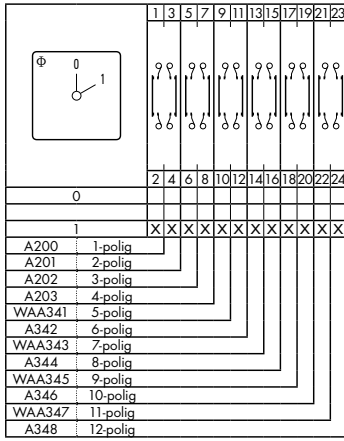 1 3 5 7 9 11 13 15 17 19 21 23
Φ 0
1
2 4 6 8 10 12 14 16 18 20 22 24
0
1 X X X X X X X X X X X X
A200 1-polig
A201 2-polig
A202 3-polig
A203 4-polig
WAA341 5-polig
A342 6-polig
WAA343 7-polig
A344 8-polig
WAA345 9-polig
A346 10-polig
WAA347 11-polig
A348 12-polig